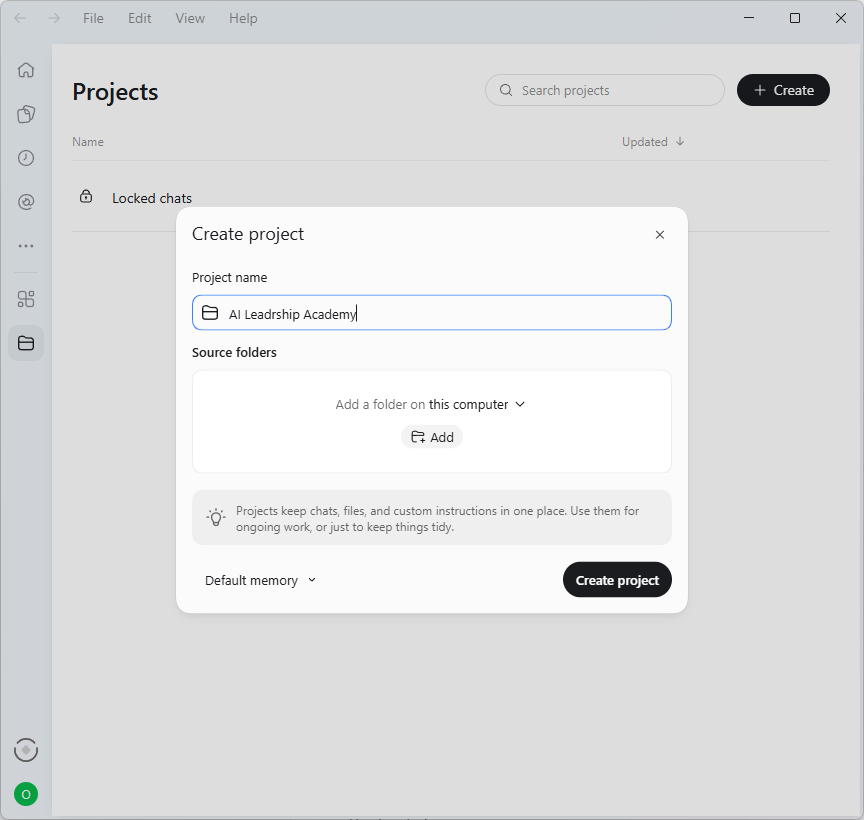 File Edit View Help
Projects
Search projects
Create
Name
Updated
Locked chats
Create project
Project name
AI Leadrship Academy
Source folders
Add a folder on this computer
Add
Projects keep chats, files, and custom instructions in one place. Use them for
ongoing work, or just to keep things tidy.
Default memory
Create project
O